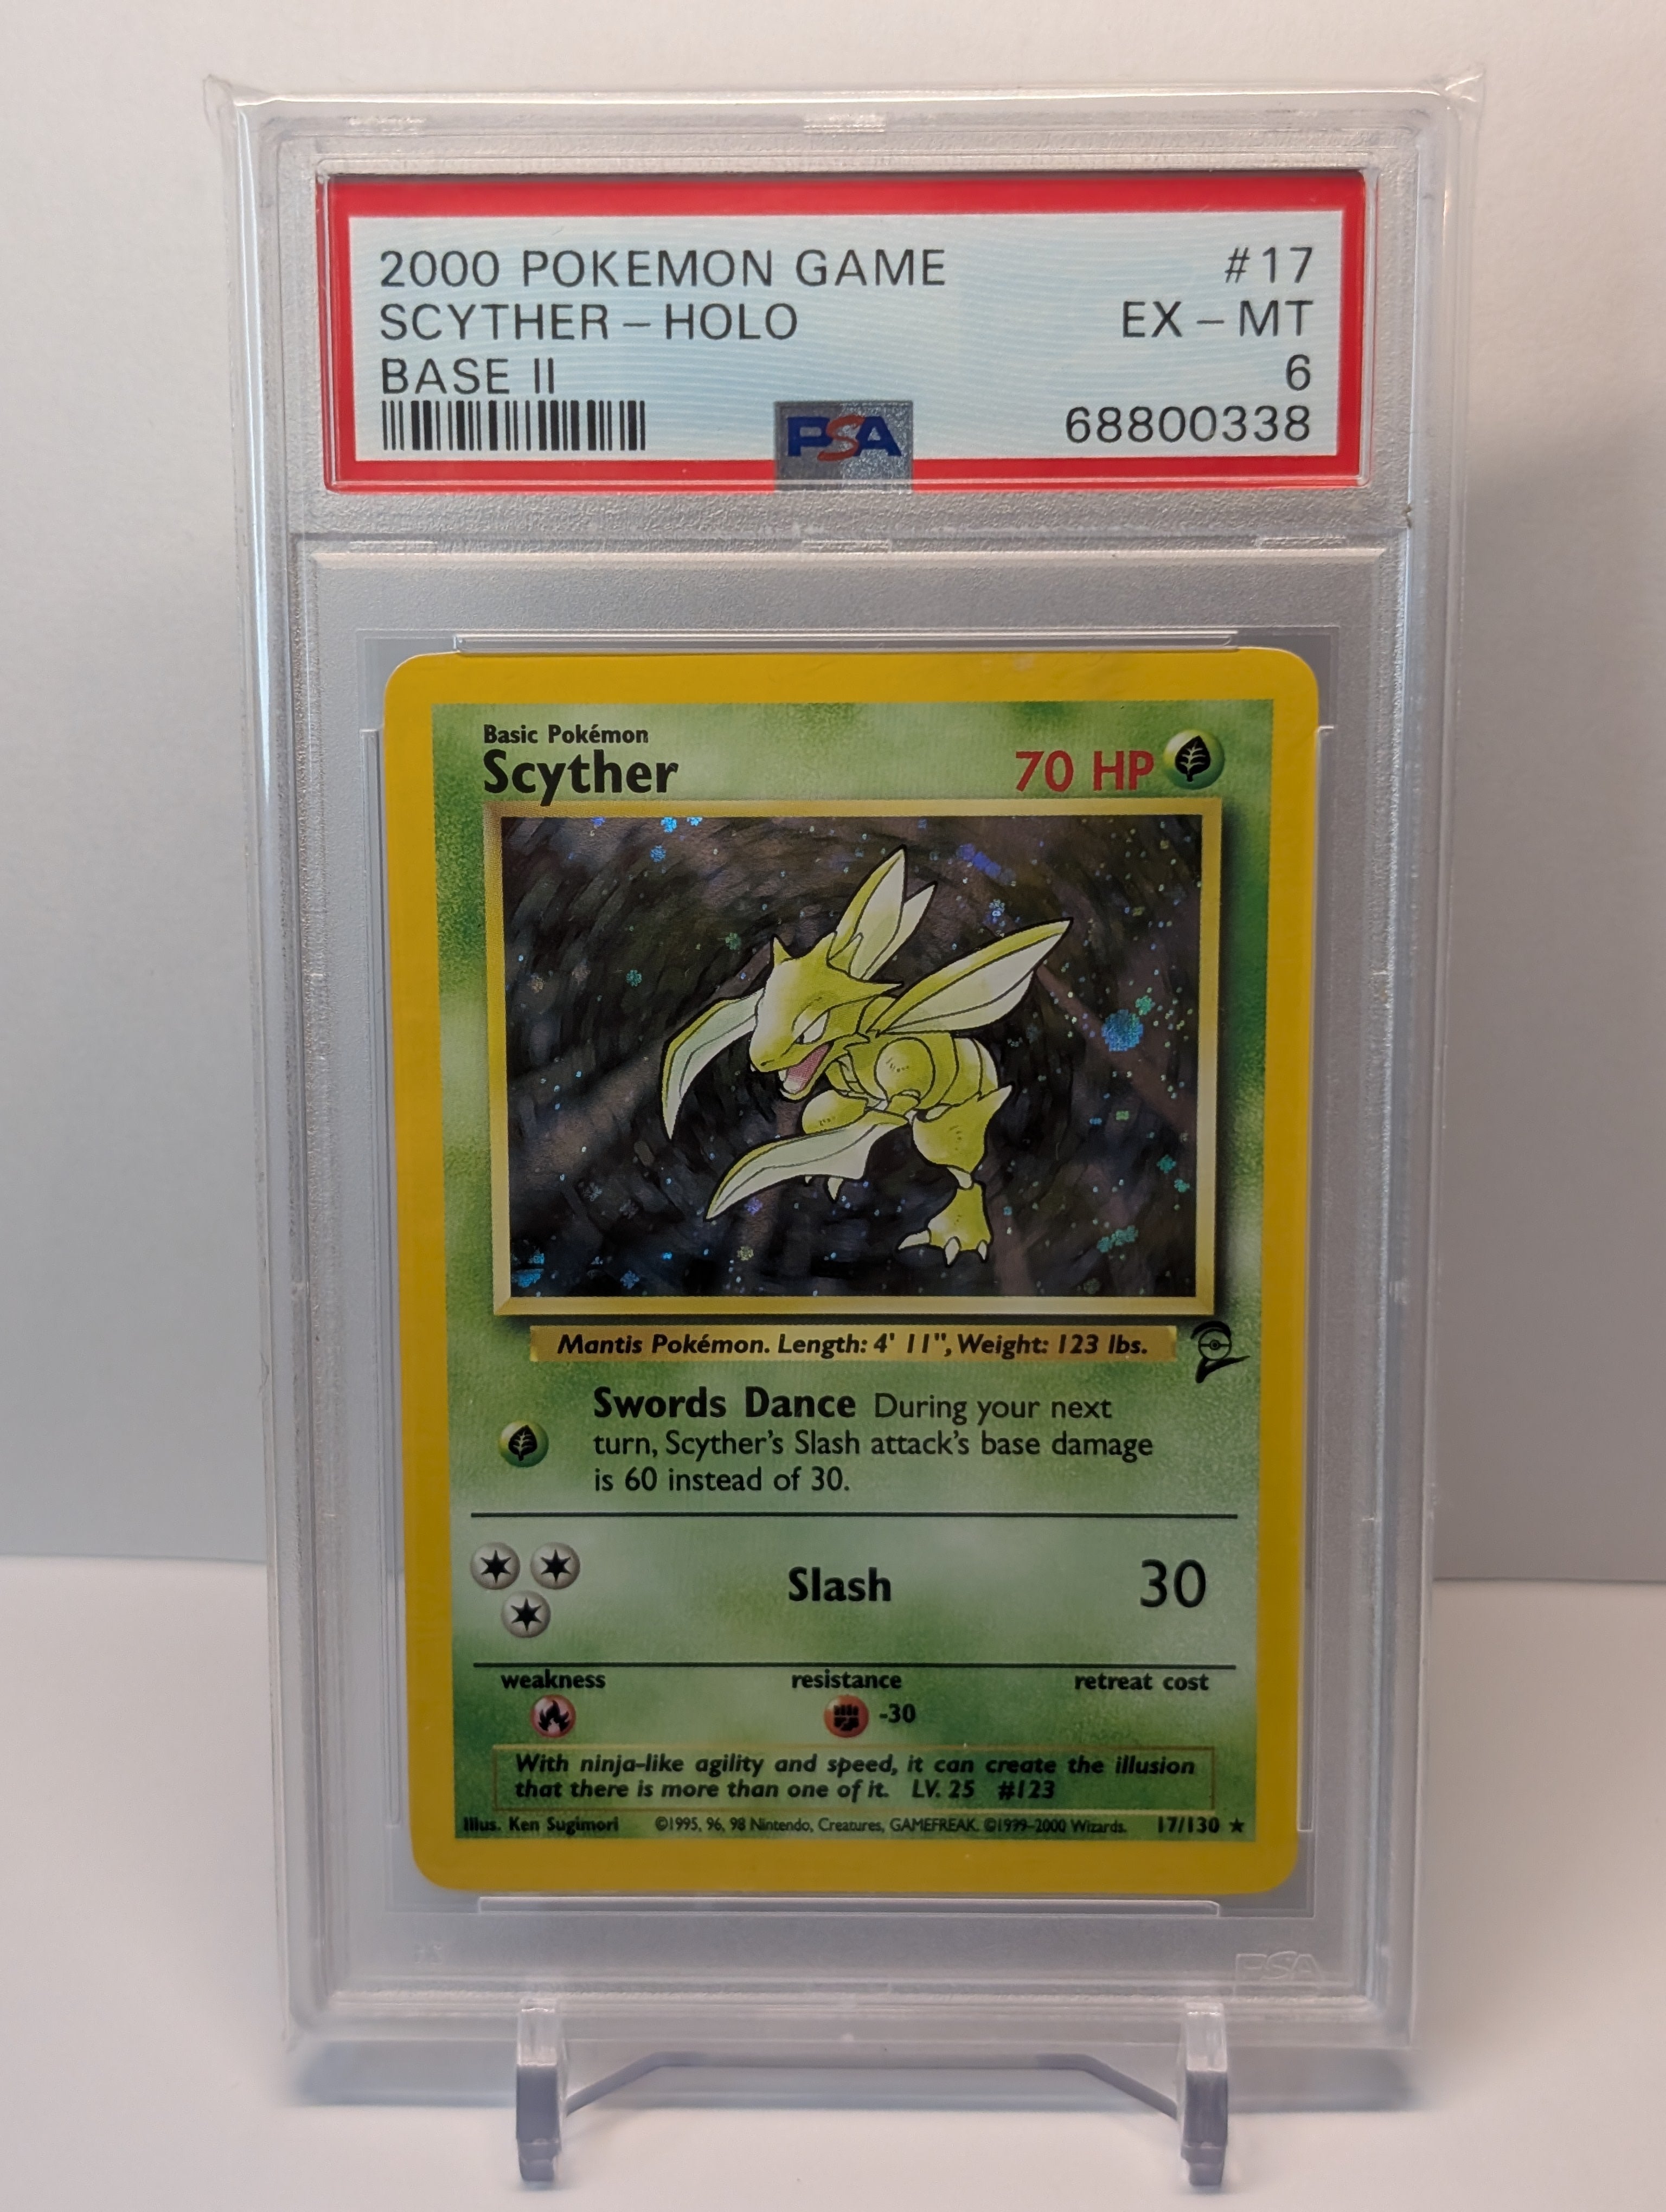 2000 POKEMON GAME #17
SCYTHER – HOLO EX – MT
BASE II 6
PSA 68800338
Basic Pokémon
Scyther 70 HP
Mantis Pokémon. Length: 4' 11", Weight: 123 lbs.
Swords Dance During your next
turn, Scyther's Slash attack's base damage
is 60 instead of 30.
Slash 30
weakness resistance retreat cost
-30
With ninja-like agility and speed, it can create the illusion
that there is more than one of it. LV. 25 #123
Illus. Ken Sugimori ©1995, 96, 98 Nintendo, Creatures, GAMEFREAK. ©1999-2000 Wizards. 17/130 ★
PSA